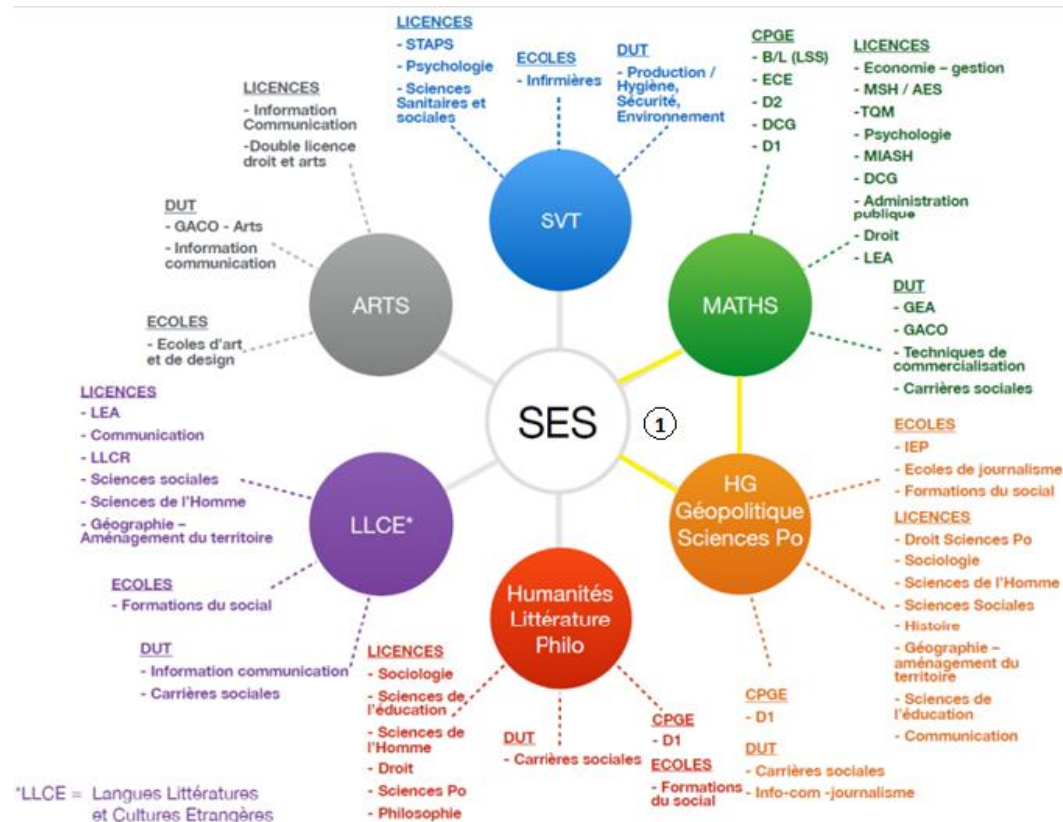 LICENCES
- STAPS
- Psychologie
- Sciences
Sanitaires et
sociales
ECOLES
- Infirmières
DUT
- Production /
Hygiène,
Sécurité,
Environnement
SVT
CPGE
- B/L (LSS)
- ECE
- D2
- DCG
- D1
LICENCES
- Economie – gestion
- MSH / AES
-TQM
- Psychologie
- MIASH
- DCG
- Administration
publique
- Droit
- LEA
DUT
- GEA
- GACO
- Techniques de
commercialisation
- Carrières sociales
MATHS
LICENCES
- Information
Communication
-Double licence
droit et arts
DUT
- GACO - Arts
- Information
communication
ECOLES
- Ecoles d'art
et de design
ARTS
SES
1
LICENCES
- LEA
- Communication
- LLCR
- Sciences sociales
- Sciences de l'Homme
- Géographie –
Aménagement du territoire
ECOLES
- Formations du social
DUT
- Information communication
- Carrières sociales
LLCE*
HG
Géopolitique
Sciences Po
ECOLES
- IEP
- Ecoles de journalisme
- Formations du social
LICENCES
- Droit Sciences Po
- Sociologie
- Sciences de l'Homme
- Sciences Sociales
- Histoire
- Géographie –
aménagement du
territoire
- Sciences de
l'éducation
- Communication
CPGE
- D1
DUT
- Carrières sociales
- Info-com -journalisme
Humanités
Littérature
Philo
LICENCES
- Sociologie
- Sciences de
l'éducation
- Sciences de
l'Homme
- Droit
- Sciences Po
- Philosophie
DUT
- Carrières sociales
CPGE
- D1
ECOLES
- Formations
du social
*LLCE = Langues Littératures
et Cultures Etrangères